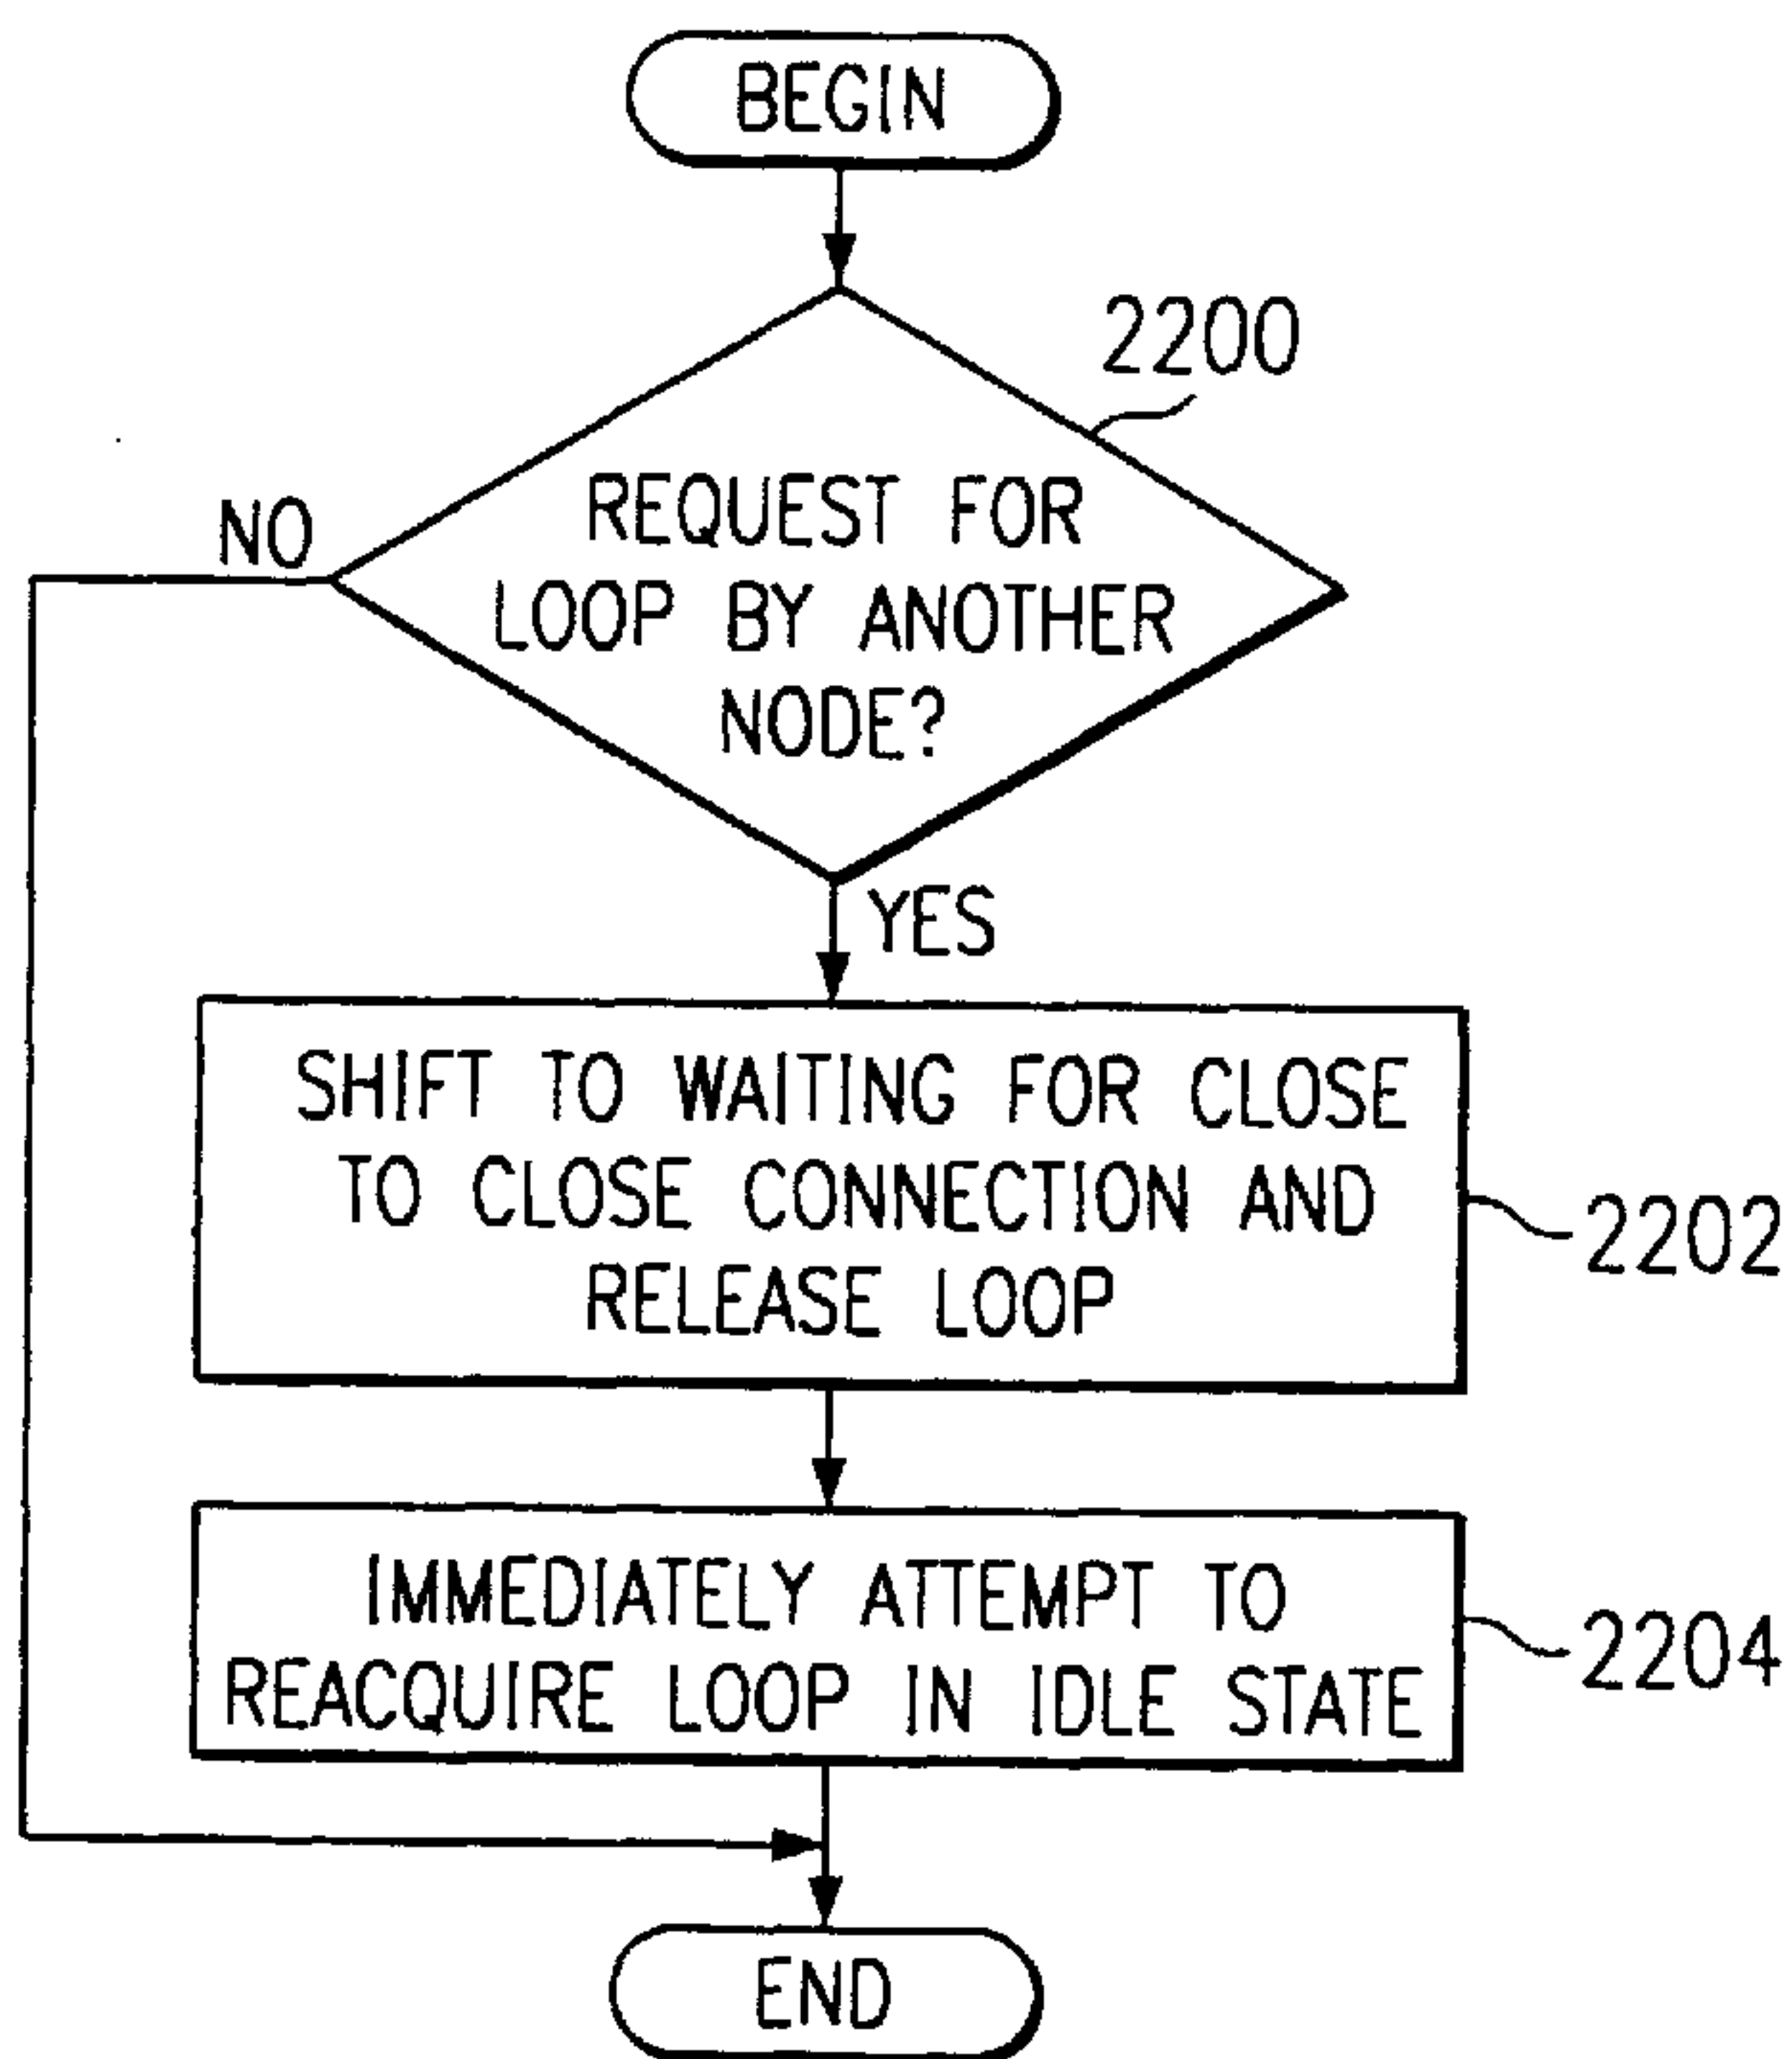 BEGIN
2200
REQUEST FOR
LOOP BY ANOTHER
NODE?
NO
YES
SHIFT TO WAITING FOR CLOSE
TO CLOSE CONNECTION AND
RELEASE LOOP
2202
IMMEDIATELY ATTEMPT TO
REACQUIRE LOOP IN IDLE STATE
2204
END